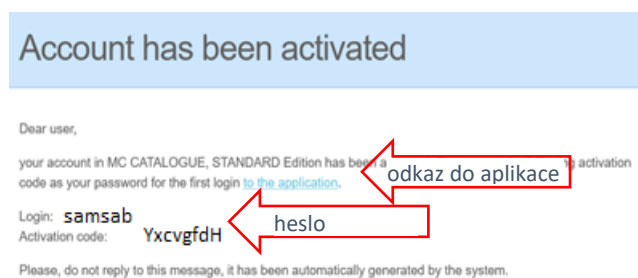 Account has been activated
Dear user,
your account in MC CATALOGUE, STANDARD Edition has been a
odkaz do aplikace
activation
code as your password for the first login to the application.
Login: samsab
heslo
Activation code: YxcvgfdH
Please, do not reply to this message, it has been automatically generated by the system.